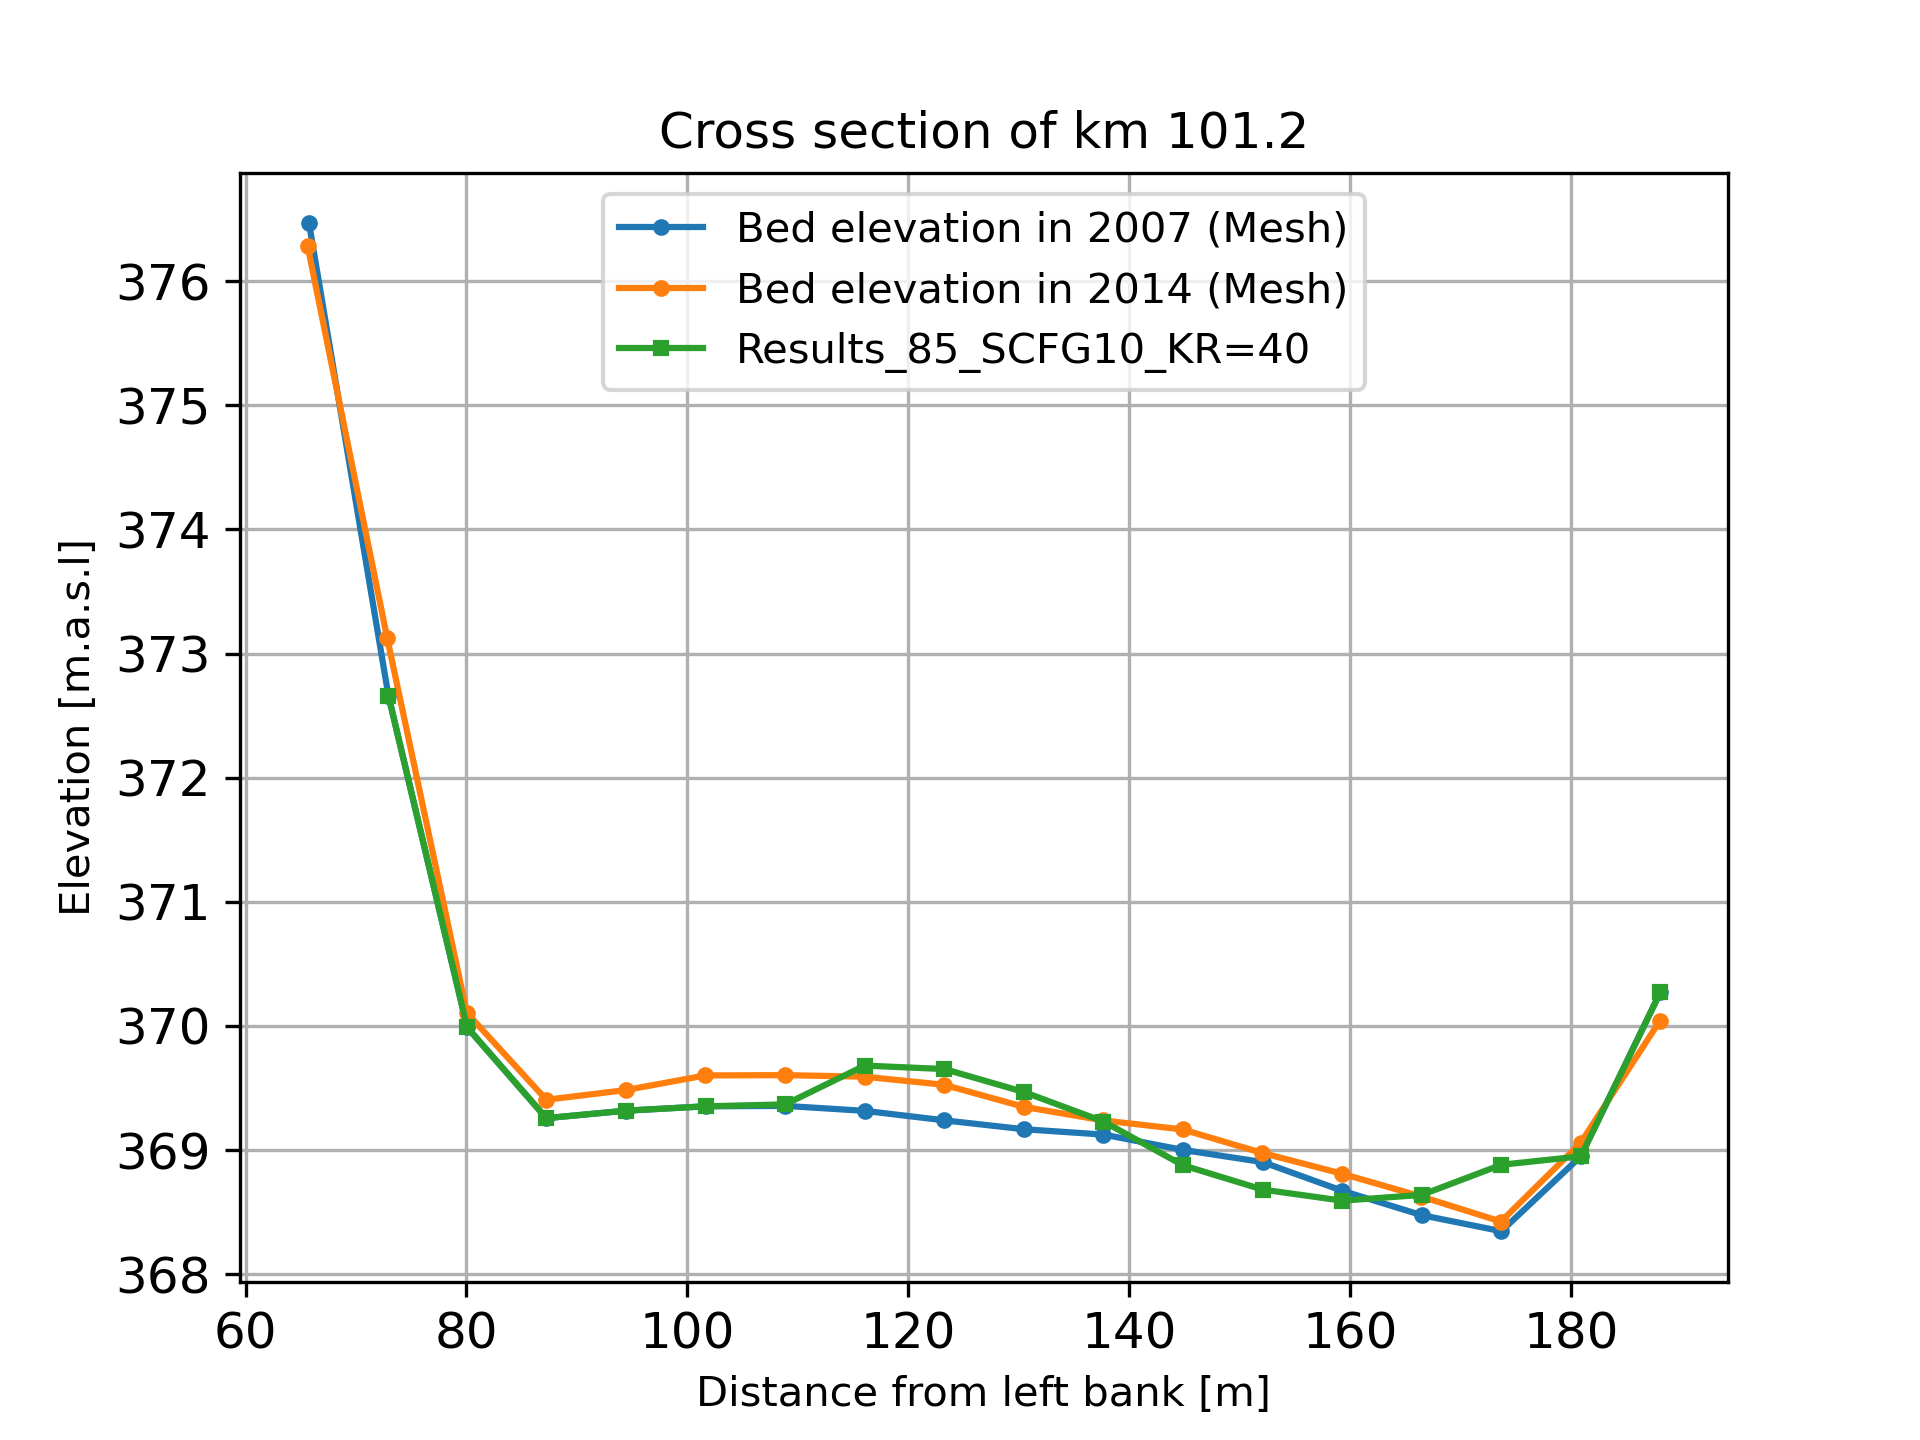 Cross section of km 101.2
Bed elevation in 2007 (Mesh)
Bed elevation in 2014 (Mesh)
Results_85_SCFG10_KR=40
Elevation [m.a.s.l]
376
375
374
373
372
371
370
369
368
60 80 100 120 140 160 180
Distance from left bank [m]